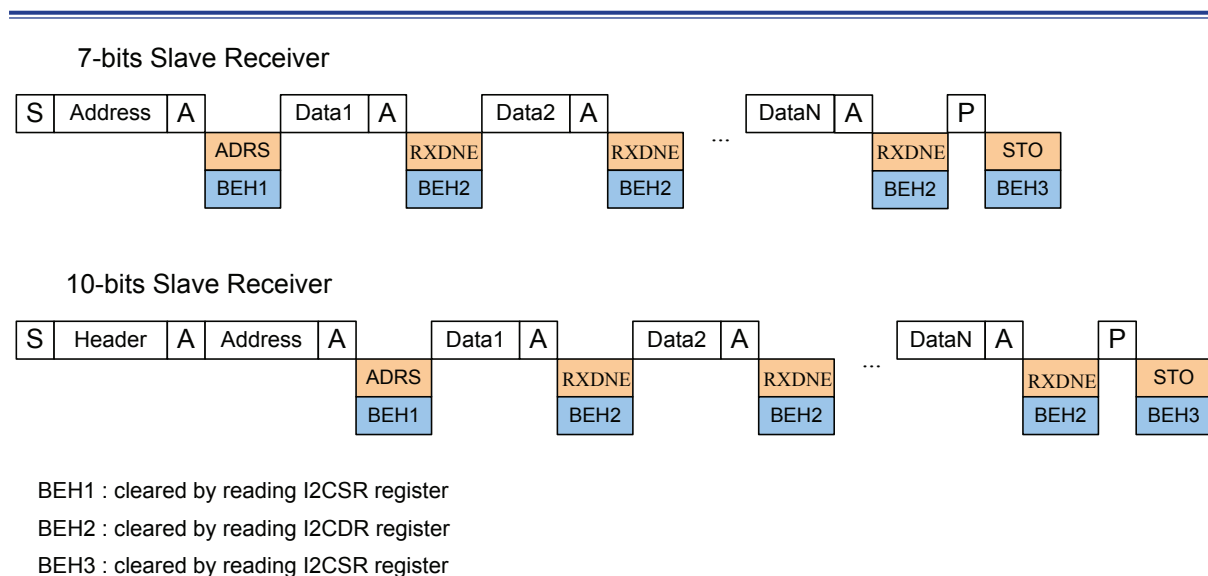 7-bits Slave Receiver
S Address A Data1 A Data2 A ... DataN A P
ADRS RXDNE RXDNE RXDNE STO
BEH1 BEH2 BEH2 BEH2 BEH3
10-bits Slave Receiver
S Header A Address A Data1 A Data2 A ... DataN A P
ADRS RXDNE RXDNE RXDNE STO
BEH1 BEH2 BEH2 BEH2 BEH3
BEH1 : cleared by reading I2CSR register
BEH2 : cleared by reading I2CDR register
BEH3 : cleared by reading I2CSR register